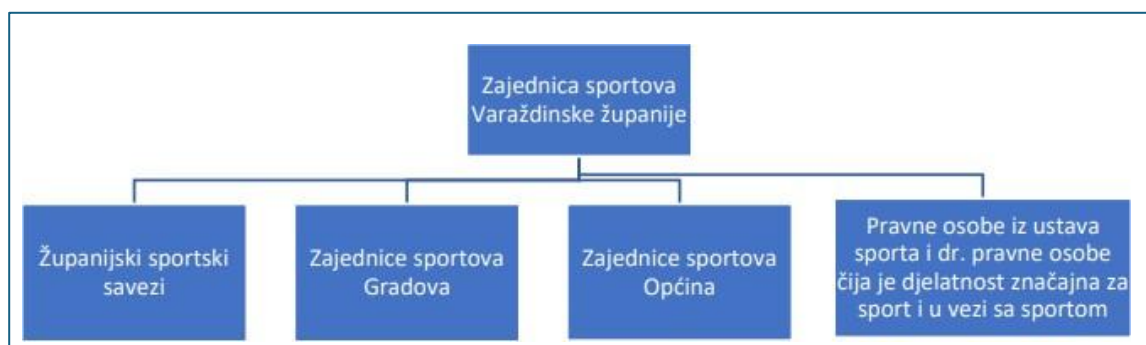 Zajednica sportova
Varaždinske županije
Županijski sportski
savezi
Zajednice sportova
Gradova
Zajednice sportova
Općina
Pravne osobe iz ustava
sporta i dr. pravne osobe
čija je djelatnost značajna za
sport i u vezi sa sportom